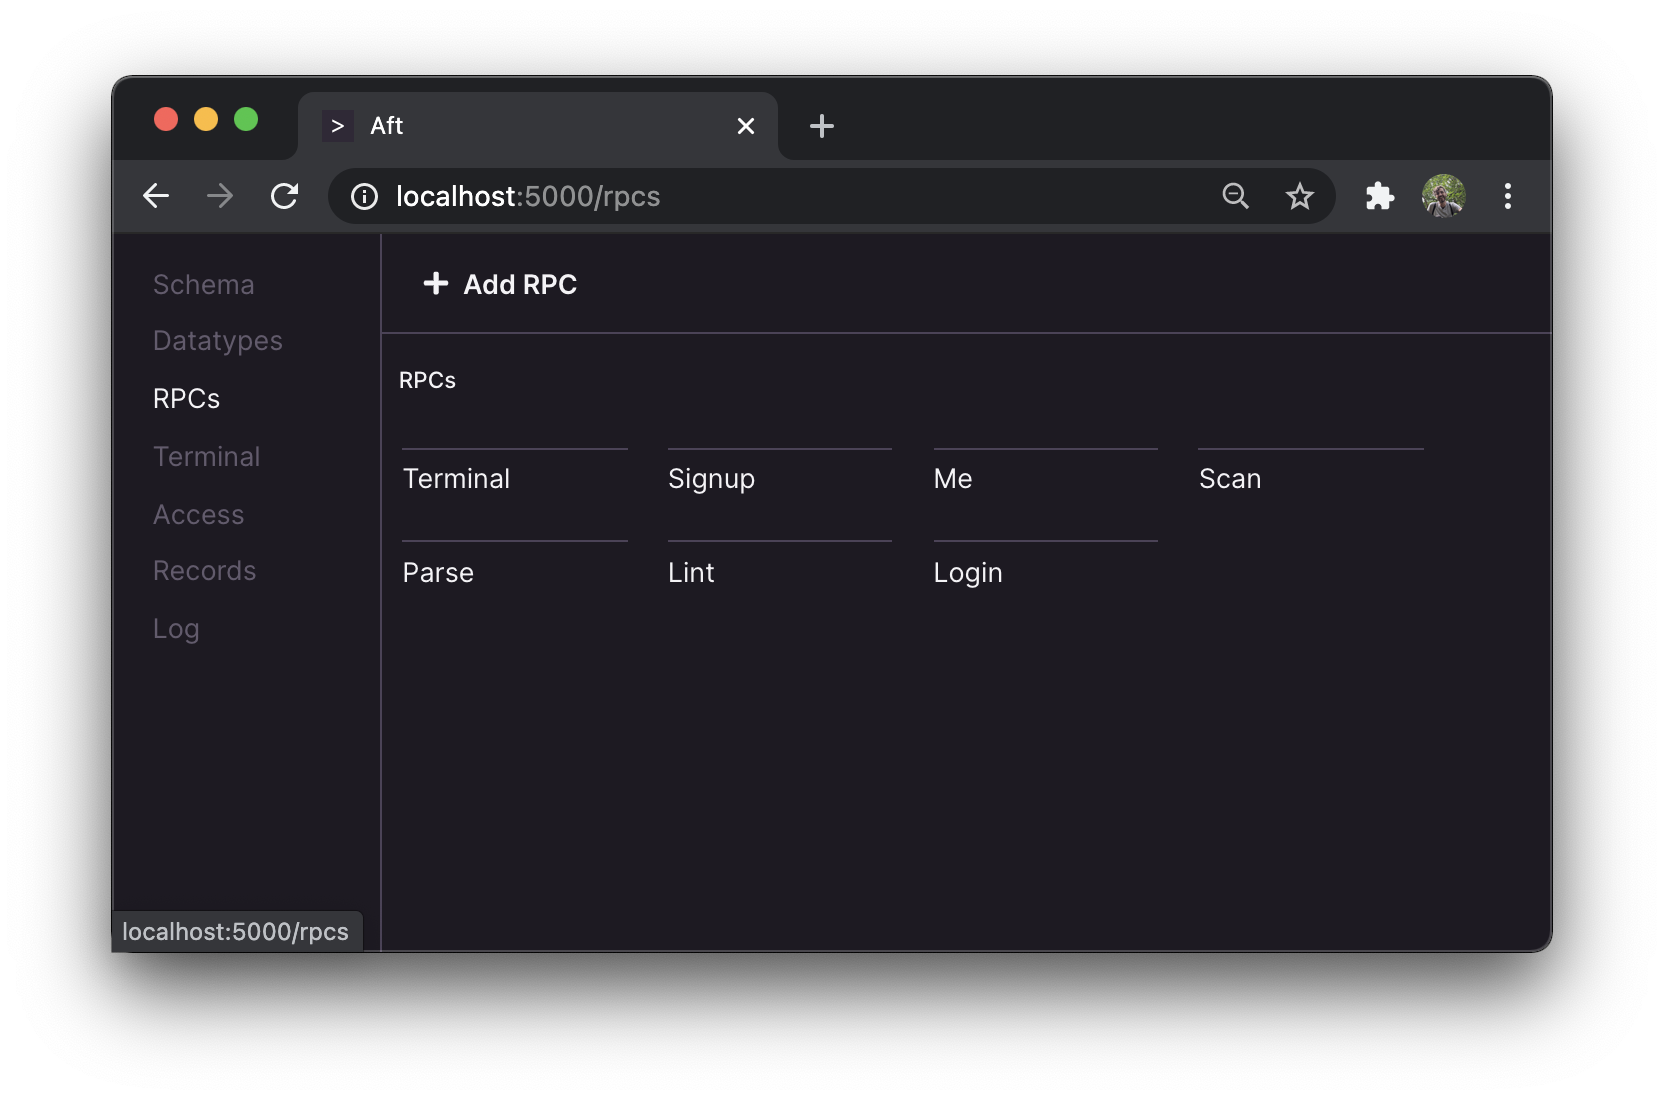 > Aft
localhost:5000/rpcs
Schema
Datatypes
RPCs
Terminal
Access
Records
Log
Add RPC
RPCs
Terminal Signup Me Scan
Parse Lint Login
localhost:5000/rpcs